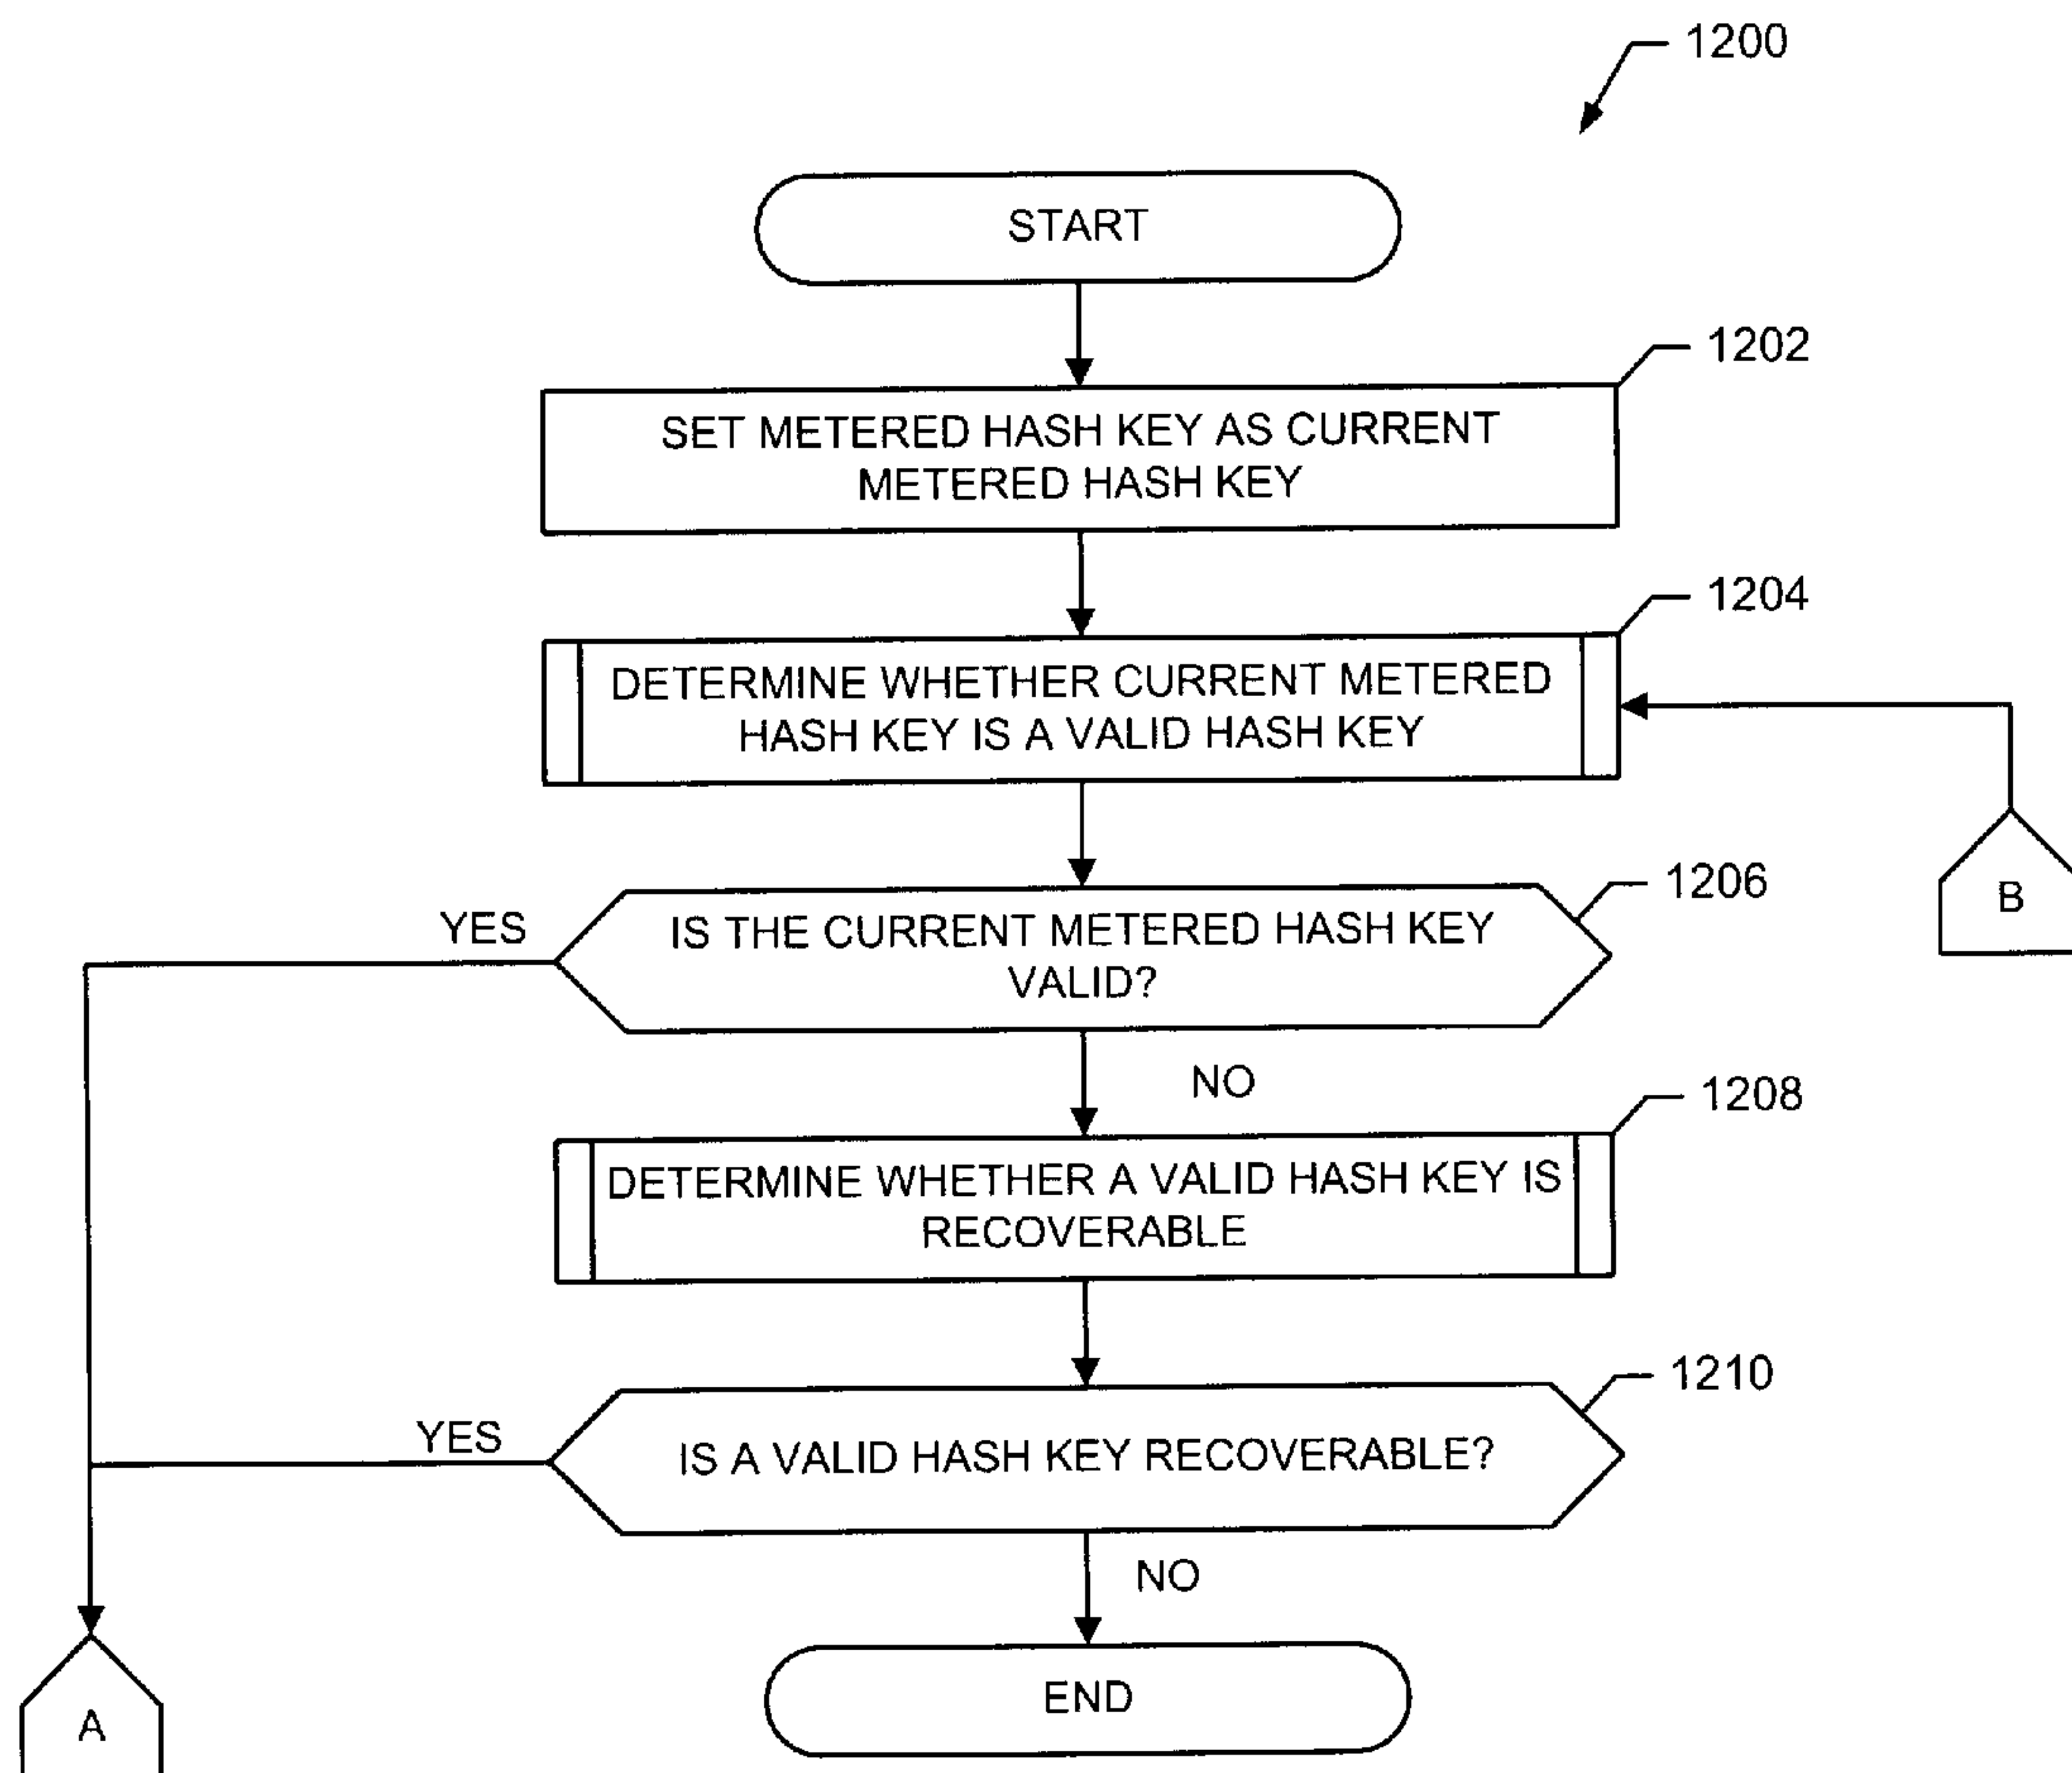 1200
START
1202
SET METERED HASH KEY AS CURRENT
METERED HASH KEY
1204
DETERMINE WHETHER CURRENT METERED
HASH KEY IS A VALID HASH KEY
B
1206
YES
IS THE CURRENT METERED HASH KEY
VALID?
NO
1208
DETERMINE WHETHER A VALID HASH KEY IS
RECOVERABLE
1210
YES
IS A VALID HASH KEY RECOVERABLE?
NO
END
A